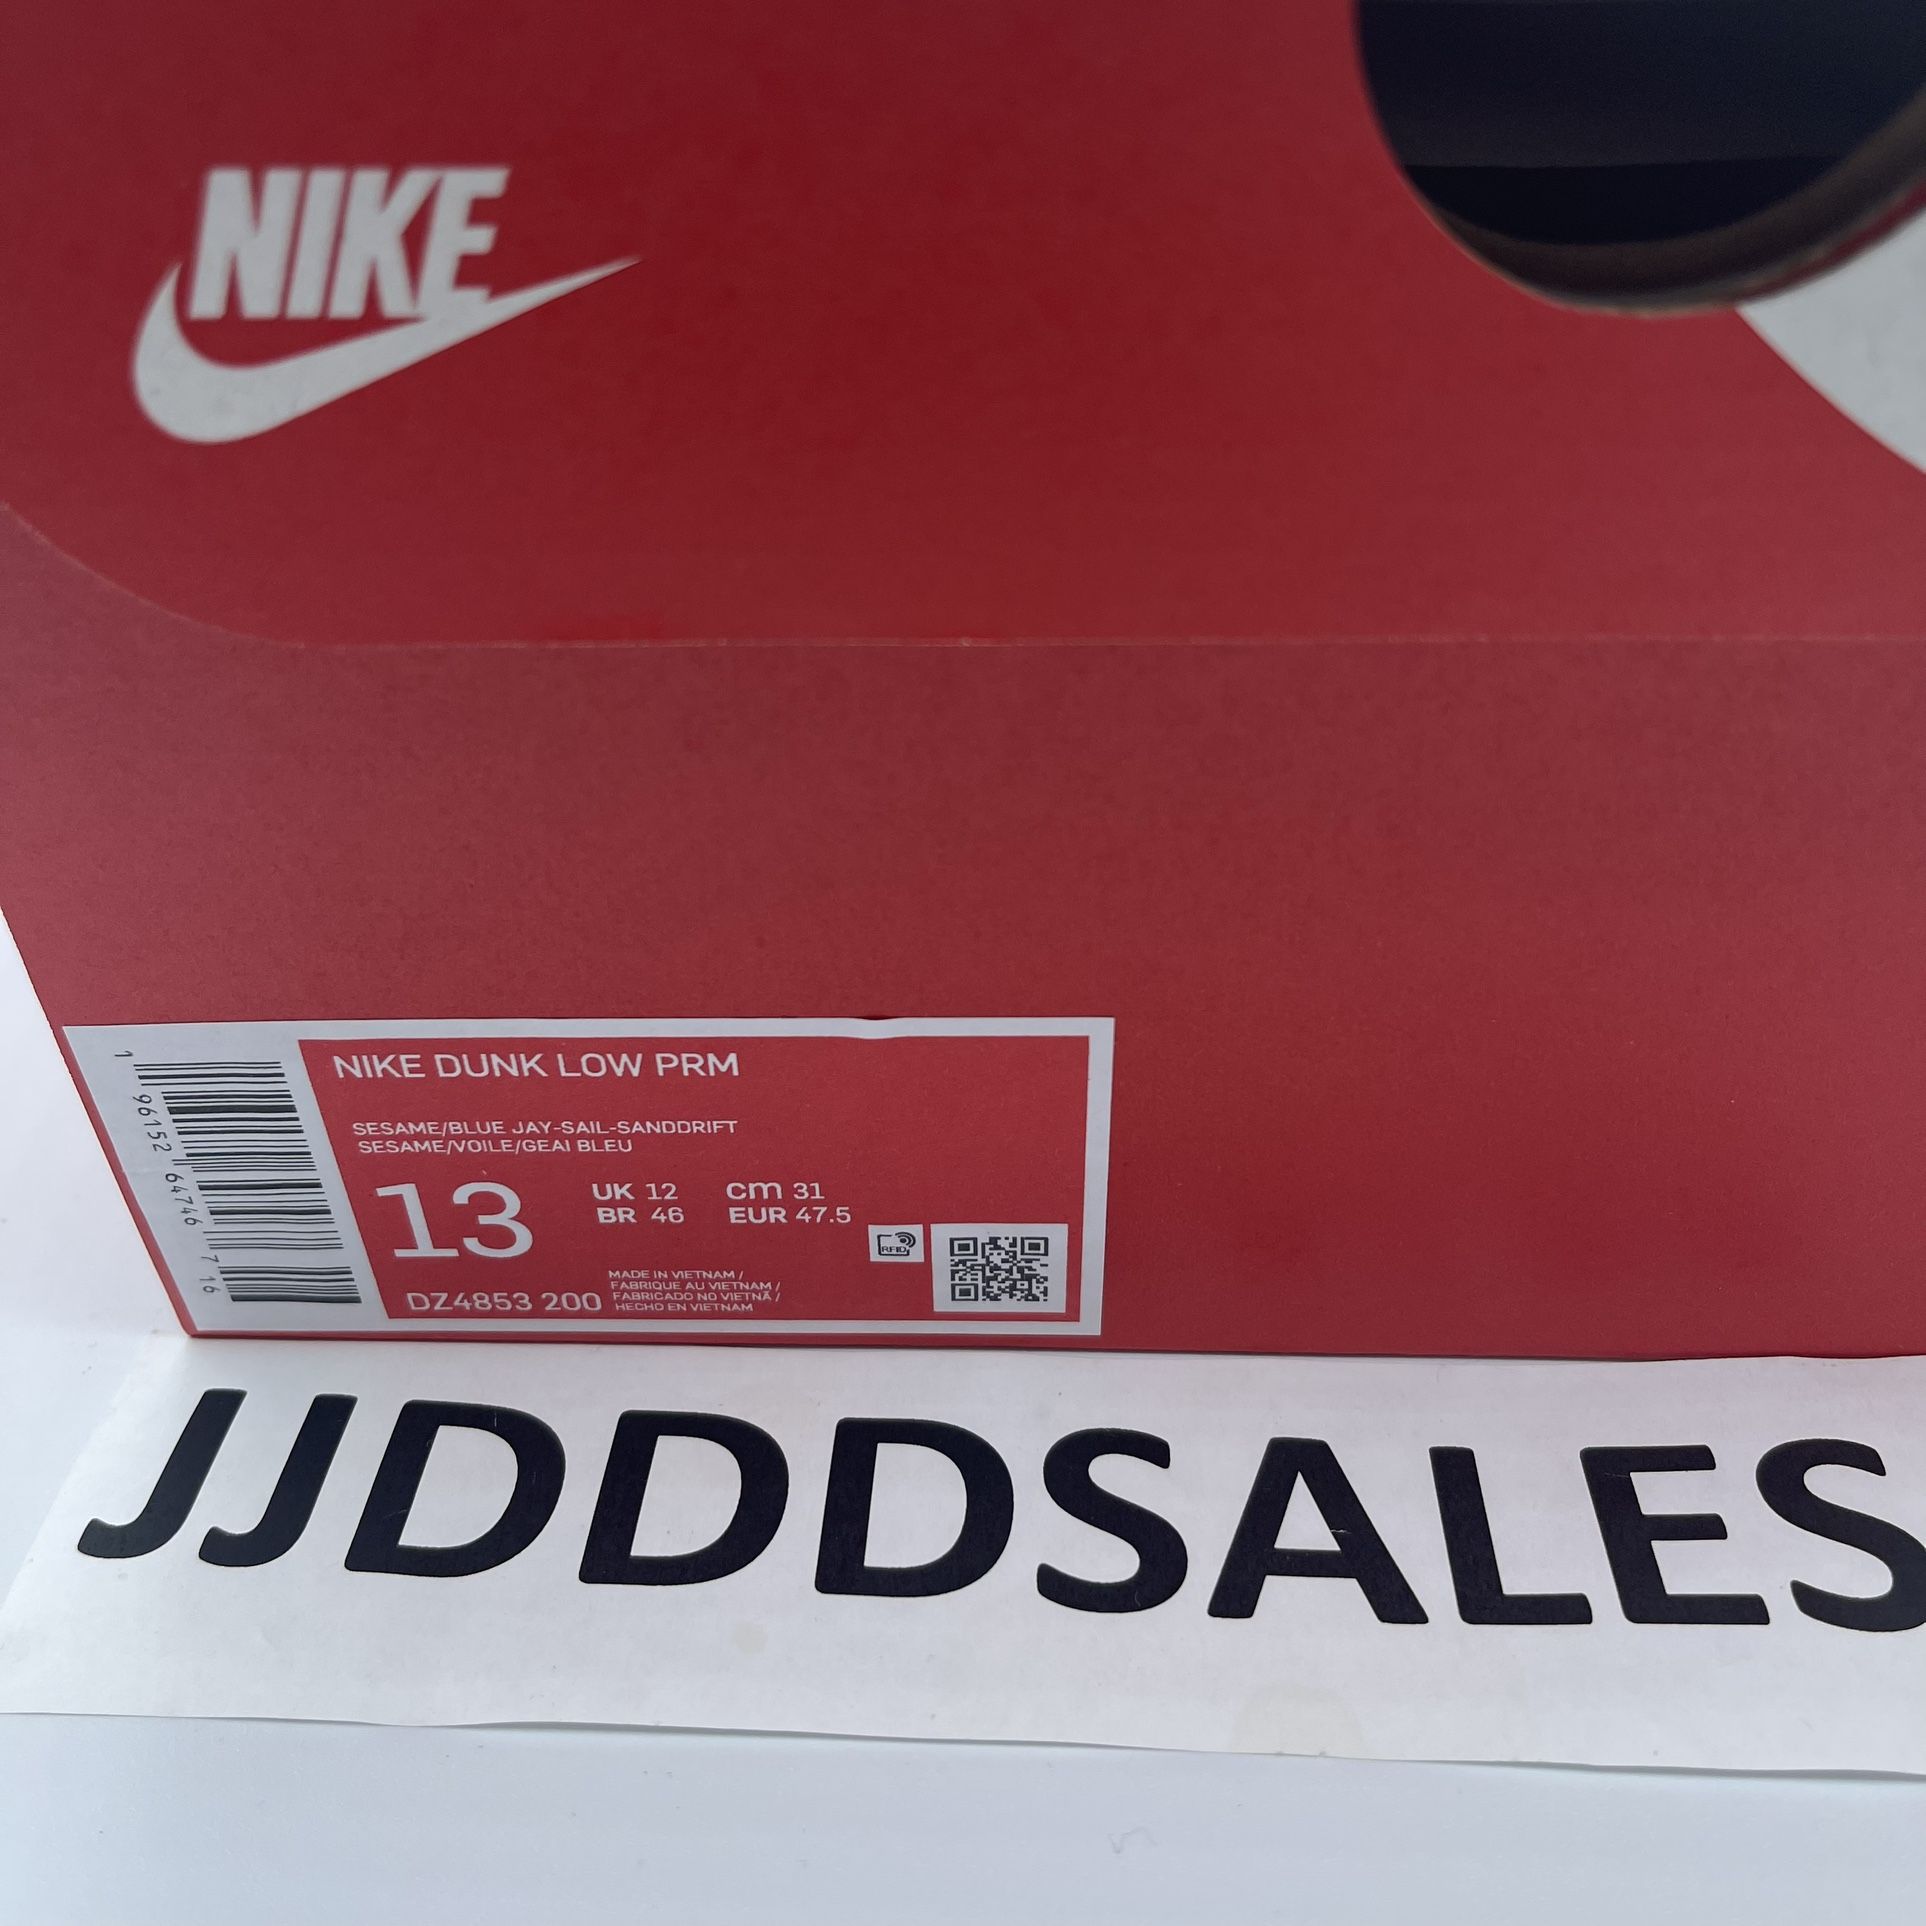 NIKE
NIKE DUNK LOW PRM
SESAME/BLUE JAY-SAIL-SANDDRIFT
SESAME/VOILE/GEAI BLEU
13
UK 12 cm 31
BR 46 EUR 47.5
RFID
DZ4853 200
MADE IN VIETNAM /
FABRIQUE AU VIETNAM /
FABRICADO NO VIETNÃ /
HECHO EN VIETNAM
1 96152 64746 7 16
JJDDDSALES